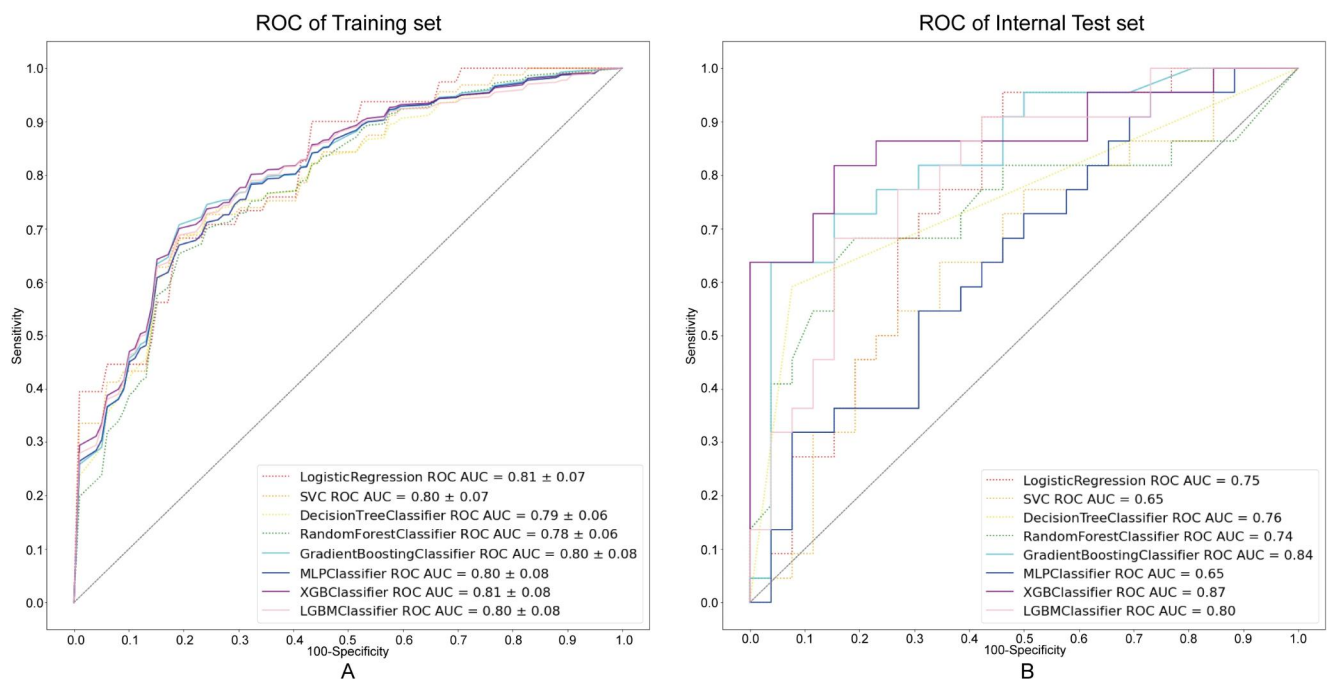 ROC of Training set
1.0
0.9
0.8
0.7
0.6
0.5
0.4
0.3
0.2
0.1
0.0
Sensitivity
LogisticRegression ROC AUC = 0.81 ± 0.07
SVC ROC AUC = 0.80 ± 0.07
DecisionTreeClassifier ROC AUC = 0.79 ± 0.06
RandomForestClassifier ROC AUC = 0.78 ± 0.06
GradientBoostingClassifier ROC AUC = 0.80 ± 0.08
MLPClassifier ROC AUC = 0.80 ± 0.08
XGBClassifier ROC AUC = 0.81 ± 0.08
LGBMClassifier ROC AUC = 0.80 ± 0.08
0.0 0.1 0.2 0.3 0.4 0.5 0.6 0.7 0.8 0.9 1.0
100-Specificity
A
ROC of Internal Test set
1.0
0.9
0.8
0.7
0.6
0.5
0.4
0.3
0.2
0.1
0.0
Sensitivity
LogisticRegression ROC AUC = 0.75
SVC ROC AUC = 0.65
DecisionTreeClassifier ROC AUC = 0.76
RandomForestClassifier ROC AUC = 0.74
GradientBoostingClassifier ROC AUC = 0.84
MLPClassifier ROC AUC = 0.65
XGBClassifier ROC AUC = 0.87
LGBMClassifier ROC AUC = 0.80
0.0 0.1 0.2 0.3 0.4 0.5 0.6 0.7 0.8 0.9 1.0
100-Specificity
B